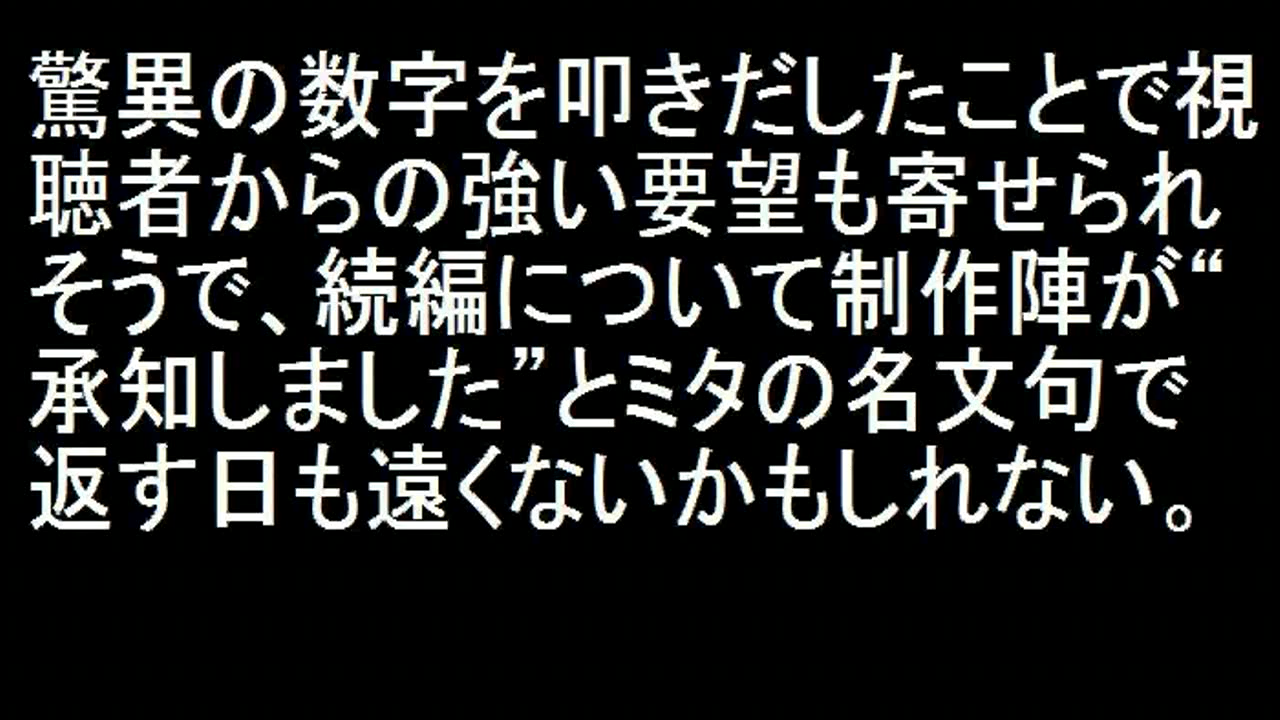 驚異の数字を叩きだしたことで視
聴者からの強い要望も寄せられ
そうで、続編について制作陣が“
承知しました”とミタの名文句で
返す日も遠くないかもしれない。